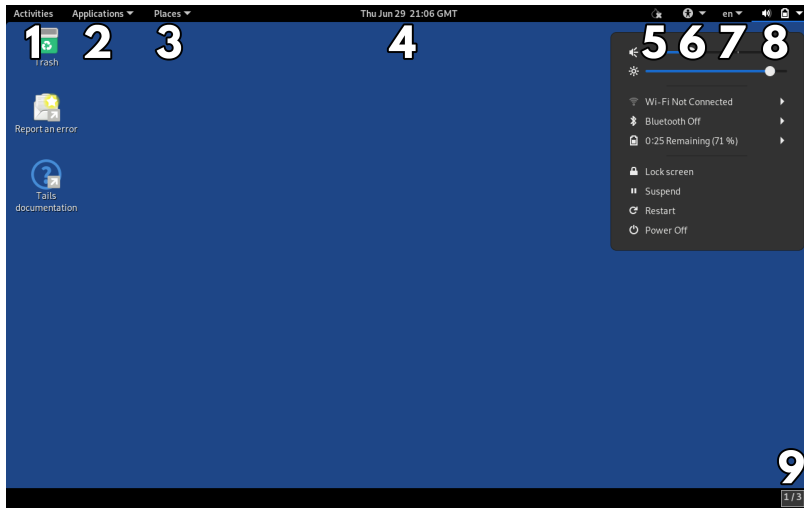 Activities Applications Places Thu Jun 29 21:06 GMT en
1 2 3 4 5 6 7 8
Trash
Wi-Fi Not Connected
Report an error
Bluetooth Off
0:25 Remaining (71 %)
Lock screen
Suspend
Tails
documentation
Restart
Power Off
9
1 / 3